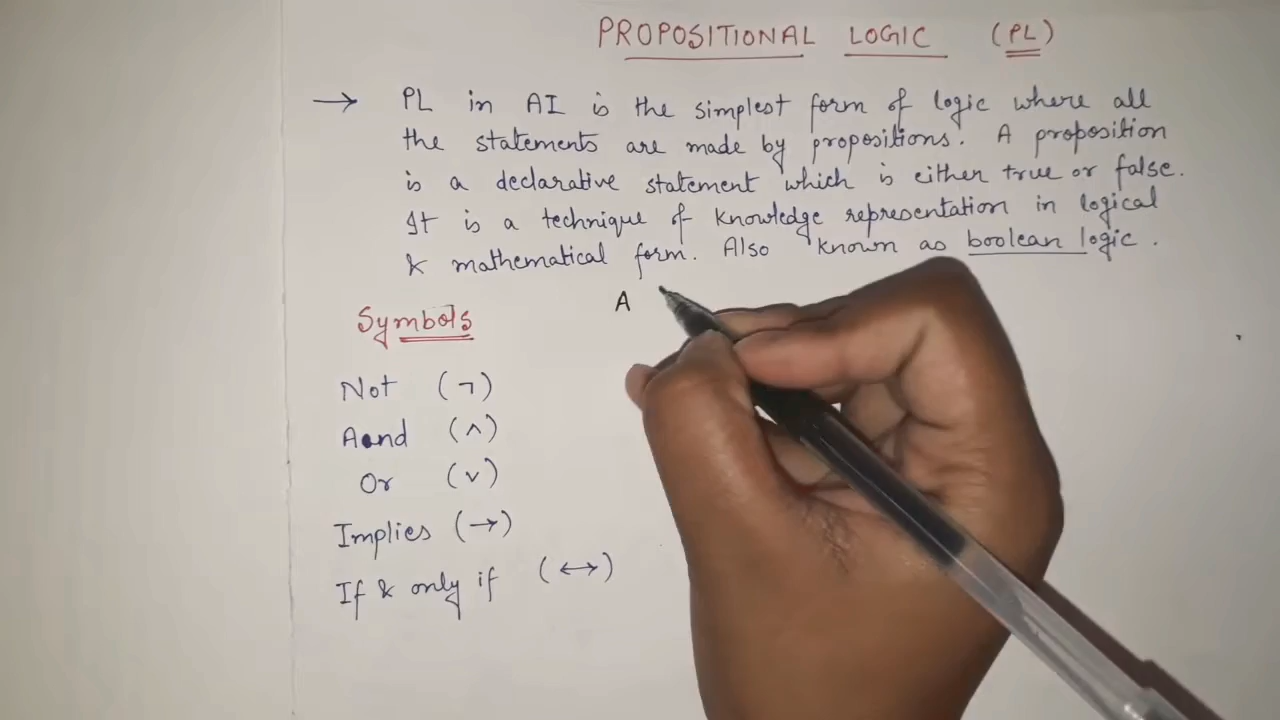 PROPOSITIONAL LOGIC (PL)
→ PL in AI is the simplest form of logic where all
the statements are made by propositions. A proposition
is a declarative statement which is either true or false.
It is a technique of knowledge representation in logical
& mathematical form. Also known as boolean logic.
A
Symbols
Not (¬)
And (∧)
Or (∨)
Implies (→)
If & only if (↔)